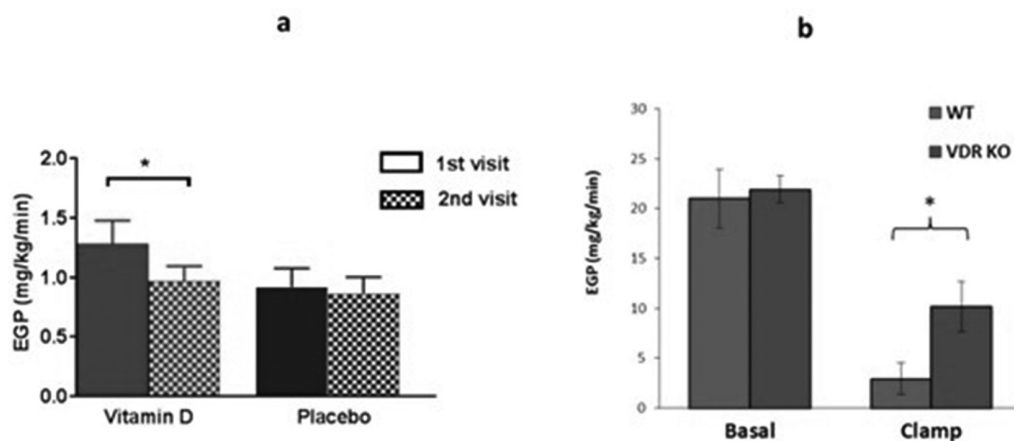 a
EGP (mg/kg/min)
2.0
1.5
1.0
0.5
0.0
*
1st visit
2nd visit
Vitamin D
Placebo
b
EGP (mg/kg/min)
30
25
20
15
10
5
0
WT
VDR KO
*
Basal
Clamp